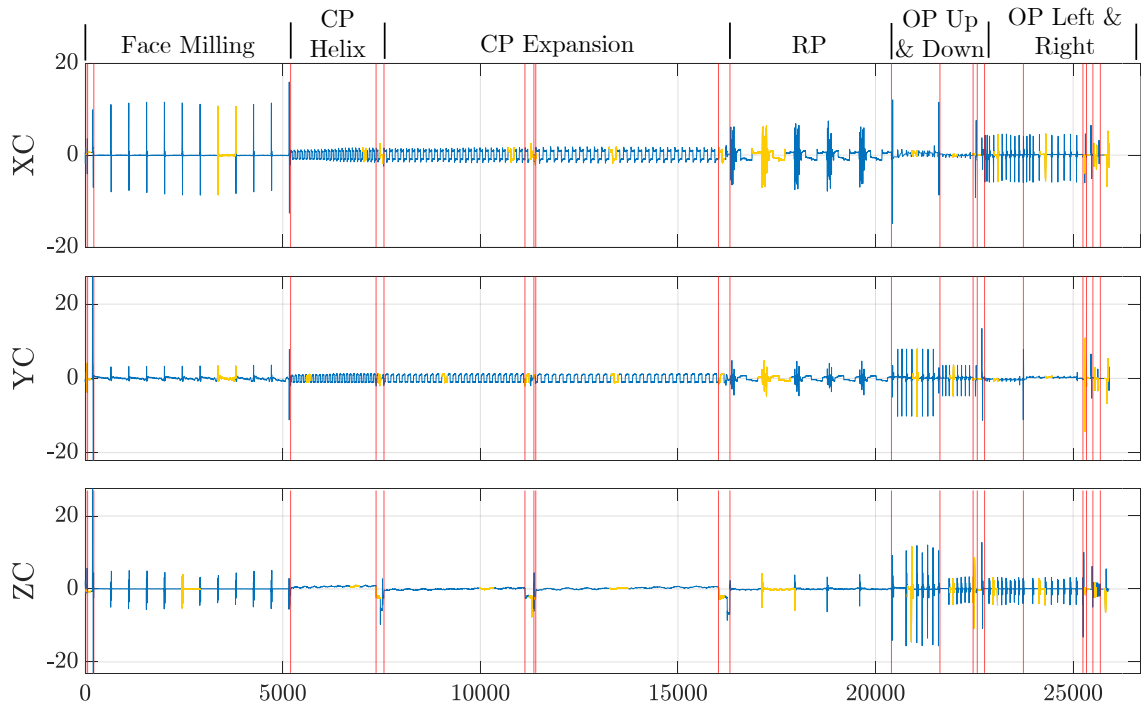 CP
OP Up
OP Left &
Face Milling
Helix
CP Expansion
RP
& Down
Right
20
0
-20
XC
20
0
-20
YC
20
0
-20
ZC
0
5000
10000
15000
20000
25000